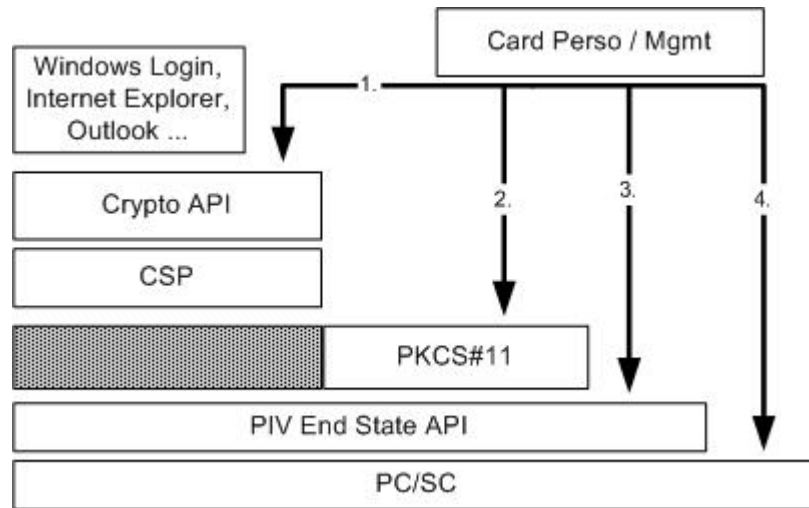 Card Perso / Mgmt
Windows Login,
Internet Explorer,
Outlook ...
1.
Crypto API
2.
3.
4.
CSP
PKCS#11
PIV End State API
PC/SC